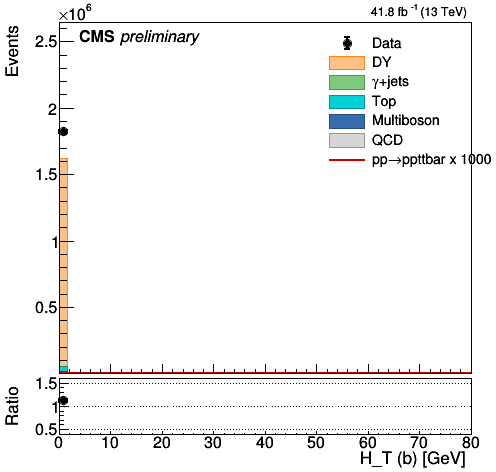 ×10⁶
41.8 fb⁻¹ (13 TeV)
CMS preliminary
Events
2.5
2
1.5
1
0.5
Data
DY
γ+jets
Top
Multiboson
QCD
pp→ppttbar x 1000
Ratio
1.5
1
0.5
0 10 20 30 40 50 60 70 80
H_T (b) [GeV]